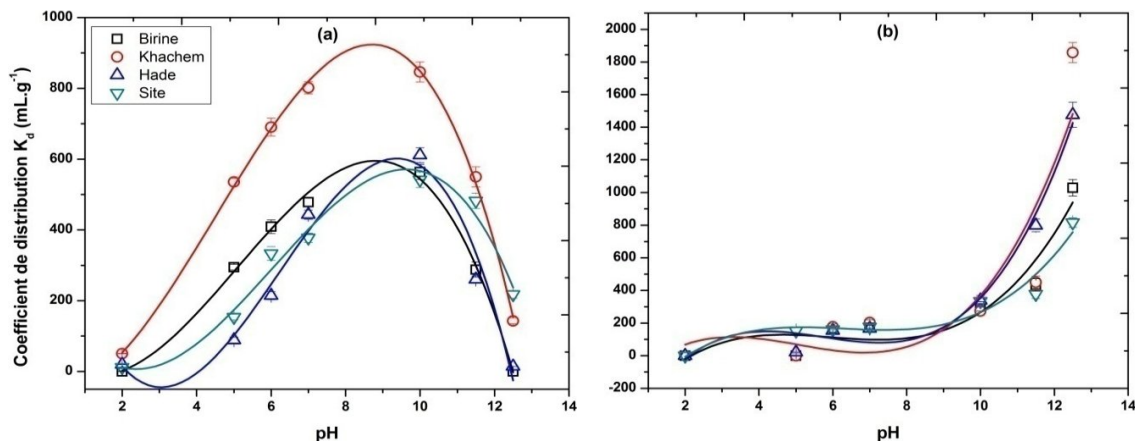 (a)
Birine
Khachem
Hade
Site
Coefficient de distribution K_d (mL.g⁻¹)
1000
800
600
400
200
0
2 4 6 8 10 12 14
pH
(b)
2000
1800
1600
1400
1200
1000
800
600
400
200
0
-200
2 4 6 8 10 12 14
pH